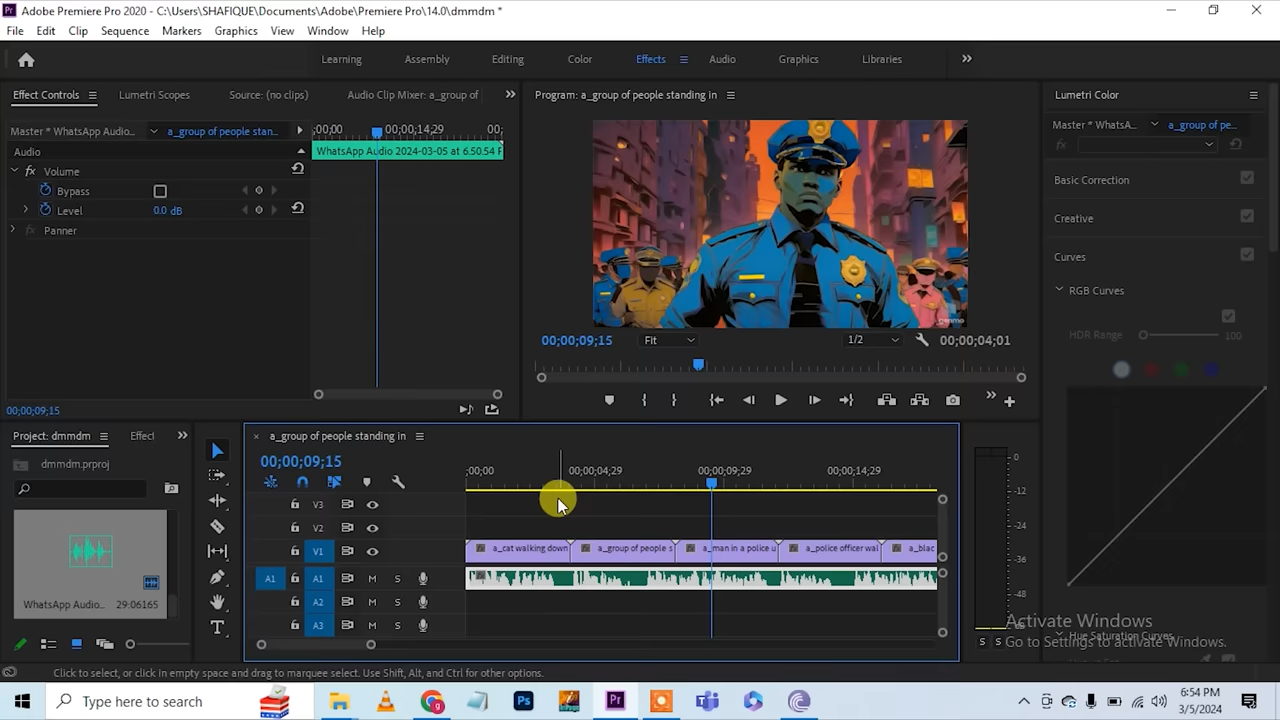 Adobe Premiere Pro 2020 - C:\Users\SHAFIQUE\Documents\Adobe\Premiere Pro\14.0\dmmdm *
File Edit Clip Sequence Markers Graphics View Window Help
Learning Assembly Editing Color Effects Audio Graphics Libraries
Effect Controls Lumetri Scopes Source: (no clips) Audio Clip Mixer: a_group of
Program: a_group of people standing in
Lumetri Color
Master * WhatsApp Audio... a_group of people stan...
;00;00 00;00;14;29 00;
Master * WhatsA... a_group of pe...
Audio
WhatsApp Audio 2024-03-05 at 6.50.54 P
fx
fx Volume
Bypass
Level 0.0 dB
fx Panner
Basic Correction
Creative
Curves
RGB Curves
HDR Range 100
genmo
00;00;09;15 Fit 1/2 00;00;04;01
00;00;09;15
Project: dmmdm Effect
dmmdm.prproj
WhatsApp Audio... 29:06165
a_group of people standing in
00;00;09;15
;00;00 00;00;04;29 00;00;09;29 00;00;14;29
V3
V2
V1 a_cat walking down a_group of people s a_man in a police u a_police officer wal a_blac
A1 A1 M S
A2 M S
A3 M S
0
-12
-24
-36
-48
S S
Hue Saturation Curves
Activate Windows
Go to Settings to activate Windows.
Click to select, or click in empty space and drag to marquee select. Use Shift, Alt, and Ctrl for other options.
Type here to search
6:54 PM
3/5/2024